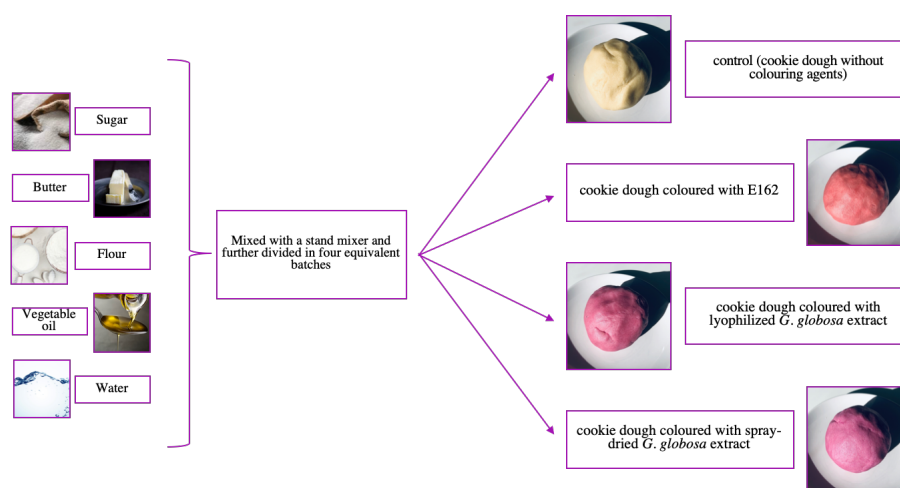 Sugar
Butter
Flour
Vegetable
oil
Water
Mixed with a stand mixer and
further divided in four equivalent
batches
control (cookie dough without
colouring agents)
cookie dough coloured with E162
cookie dough coloured with
lyophilized G. globosa extract
cookie dough coloured with spray-
dried G. globosa extract